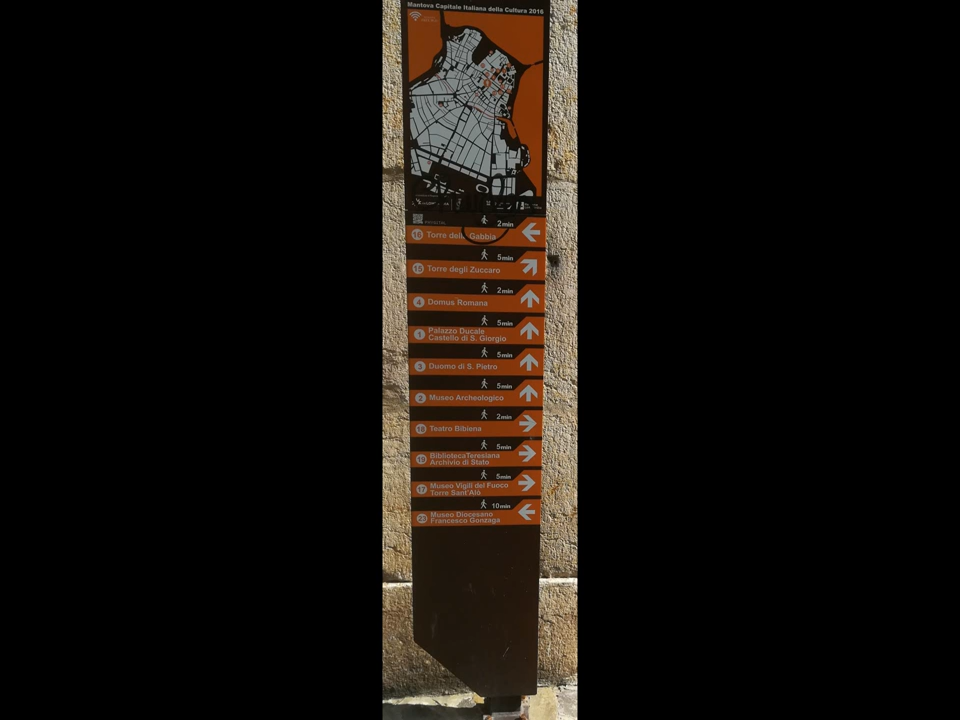 Mantova Capitale Italiana della Cultura 2016
2min
16 Torre della Gabbia
5min
15 Torre degli Zuccaro
2min
4 Domus Romana
5min
1 Palazzo Ducale
Castello di S. Giorgio
5min
3 Duomo di S. Pietro
5min
2 Museo Archeologico
2min
18 Teatro Bibiena
5min
19 BibliotecaTeresiana
Archivio di Stato
5min
17 Museo Vigili del Fuoco
Torre Sant'Alò
10min
23 Museo Diocesano
Francesco Gonzaga